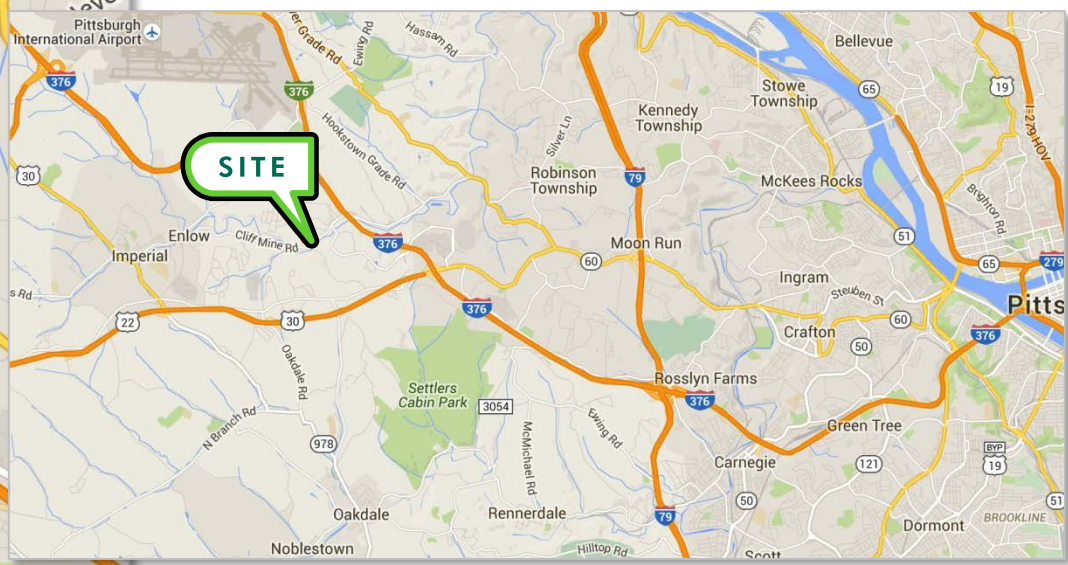 Pittsburgh
International Airport
376
376
Ewing Rd
Hassam Rd
Grade Rd
Bellevue
65
19
I-279 HOV
Stowe
Township
Kennedy
Township
Hookstown Grade Rd
Silver Ln
30
SITE
Robinson
Township
79
McKees Rocks
Brighton Rd
Enlow
Cliff Mine Rd
376
Moon Run
51
Imperial
60
65
279
Ingram
Steuben St
s Rd
22
30
376
60
Pitts
Crafton
376
50
Oakdale Rd
Settlers
Cabin Park
3054
Rosslyn Farms
376
N Branch Rd
Ewing Rd
McMichael Rd
Green Tree
978
Carnegie
121
BYP
19
50
51
Oakdale
Rennerdale
79
Dormont
BROOKLINE
Noblestown
Hilltop Rd
Scott